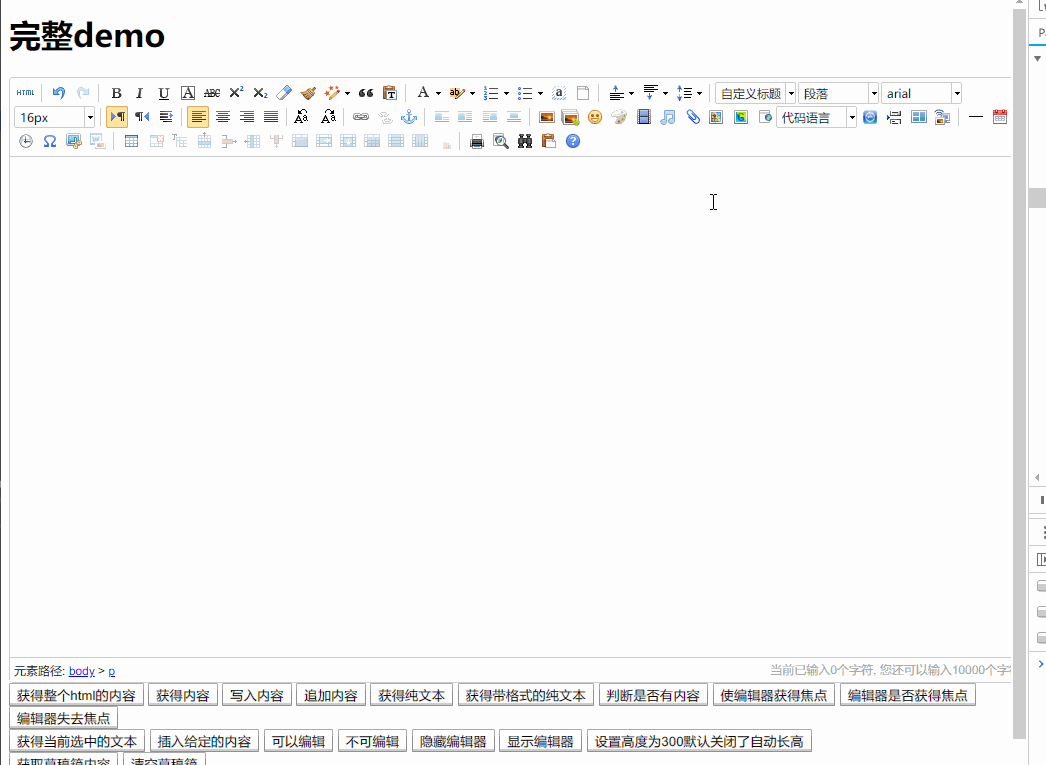 完整demo
HTML B I U A ABC X² X₂ A 自定义标题 段落 arial
16px 代码语言
元素路径: body > p 当前已输入0个字符, 您还可以输入10000个字
获得整个html的内容 获得内容 写入内容 追加内容 获得纯文本 获得带格式的纯文本 判断是否有内容 使编辑器获得焦点 编辑器是否获得焦点
编辑器失去焦点
获得当前选中的文本 插入给定的内容 可以编辑 不可编辑 隐藏编辑器 显示编辑器 设置高度为300默认关闭了自动长高
获取草稿箱内容 清空草稿箱